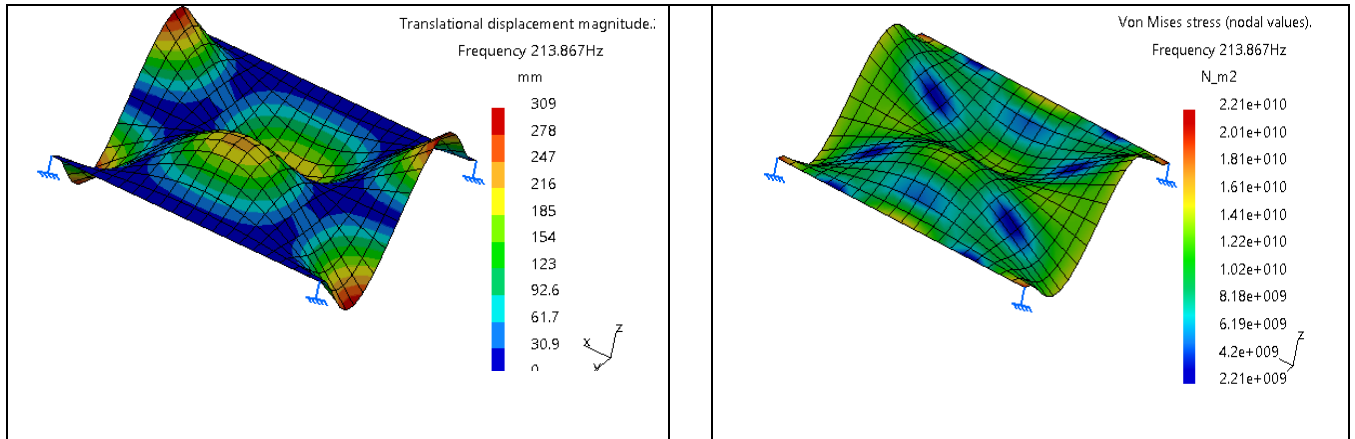 Translational displacement magnitude.:
Frequency 213.867Hz
mm
309
278
247
216
185
154
123
92.6
61.7
30.9
0
z
x
y
Von Mises stress (nodal values).
Frequency 213.867Hz
N_m2
2.21e+010
2.01e+010
1.81e+010
1.61e+010
1.41e+010
1.22e+010
1.02e+010
8.18e+009
6.19e+009
4.2e+009
2.21e+009
z